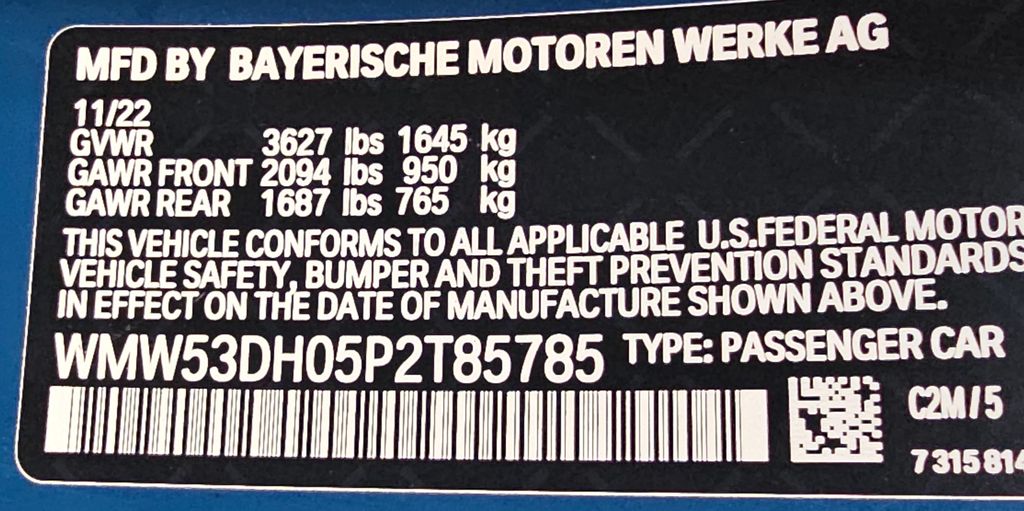 MFD BY BAYERISCHE MOTOREN WERKE AG
11/22
GVWR 3627 lbs 1645 kg
GAWR FRONT 2094 lbs 950 kg
GAWR REAR 1687 lbs 765 kg
THIS VEHICLE CONFORMS TO ALL APPLICABLE U.S.FEDERAL MOTOR
VEHICLE SAFETY, BUMPER AND THEFT PREVENTION STANDARDS
IN EFFECT ON THE DATE OF MANUFACTURE SHOWN ABOVE.
WMW53DH05P2T85785 TYPE: PASSENGER CAR
C2M/5
7315814